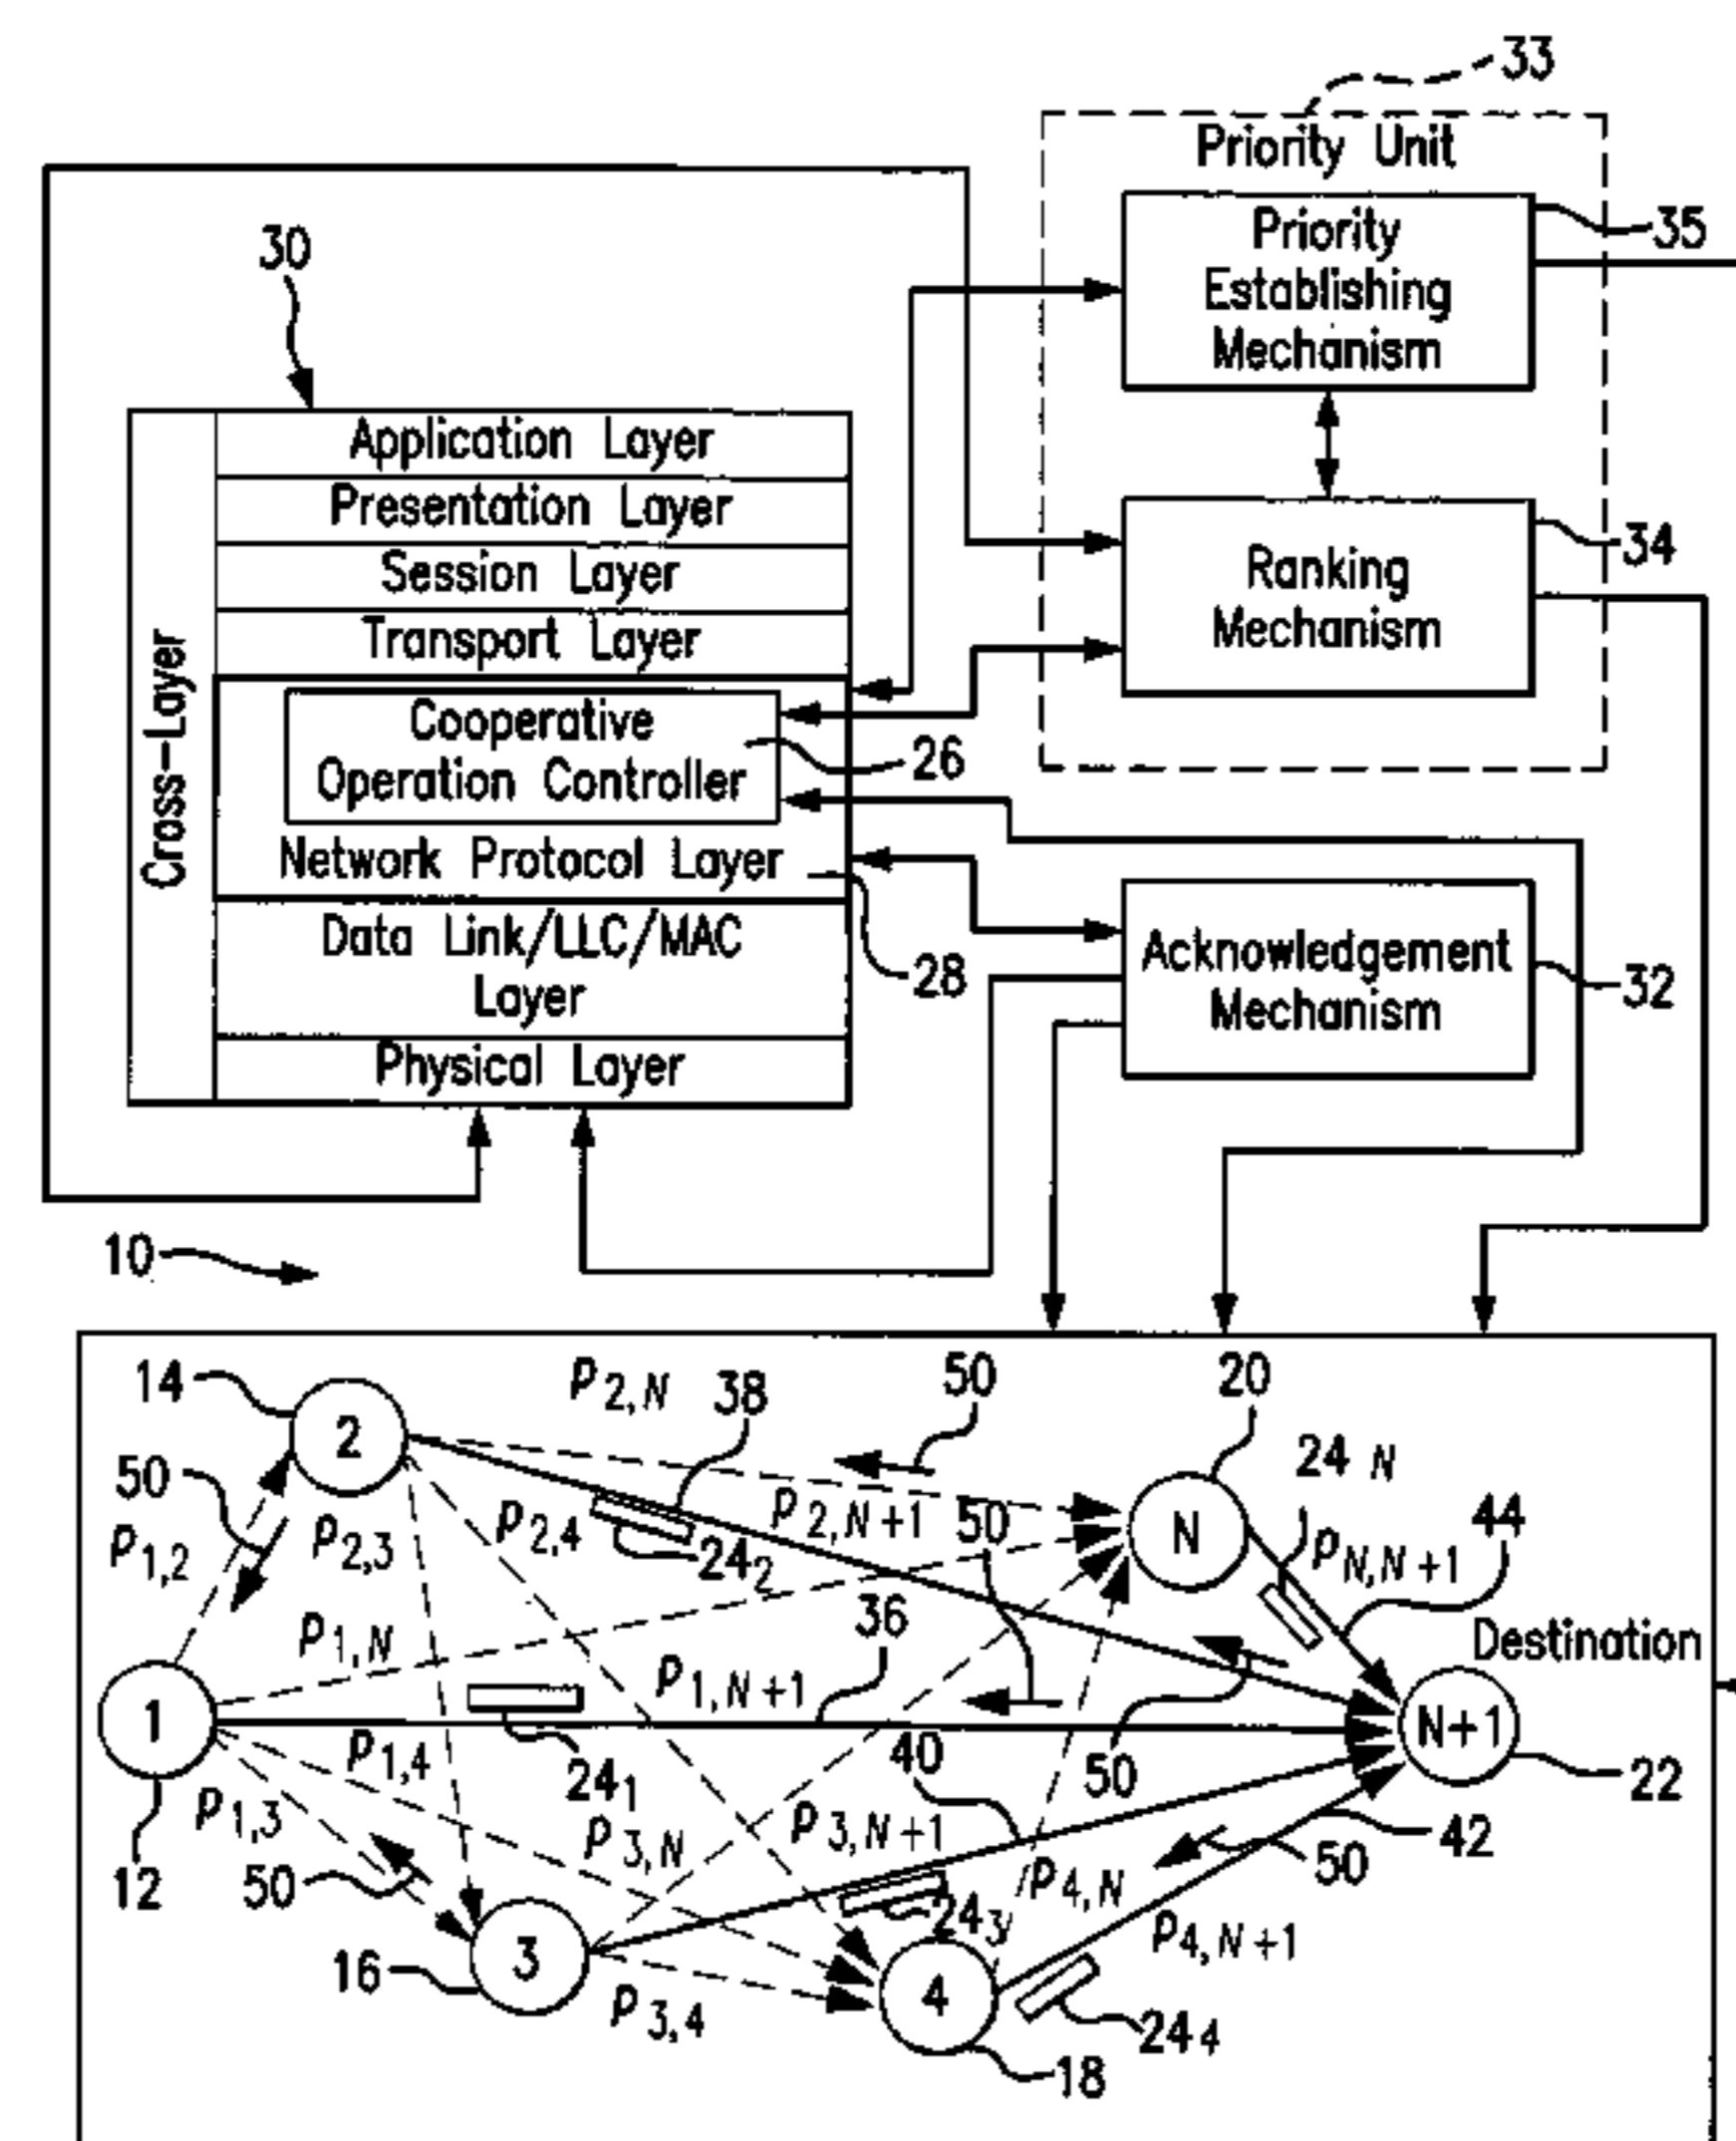 33
Priority Unit
Priority
Establishing
Mechanism
35
30
Application Layer
Presentation Layer
Session Layer
Transport Layer
Cross-Layer
Cooperative
Operation Controller
26
Network Protocol Layer
28
Data Link/LLC/MAC
Layer
Physical Layer
Ranking
Mechanism
34
Acknowledgement
Mechanism
32
10
14
2
P2,N
38
50
20
24N
50
P1,2
P2,3
P2,4
242
P2,N+1
50
N
PN,N+1
44
P1,N
P1,N+1
36
Destination
1
N+1
P1,4
241
40
50
22
P1,3
P3,N
P3,N+1
42
12
50
P4,N
50
243
P4,N+1
3
16
P3,4
4
244
18